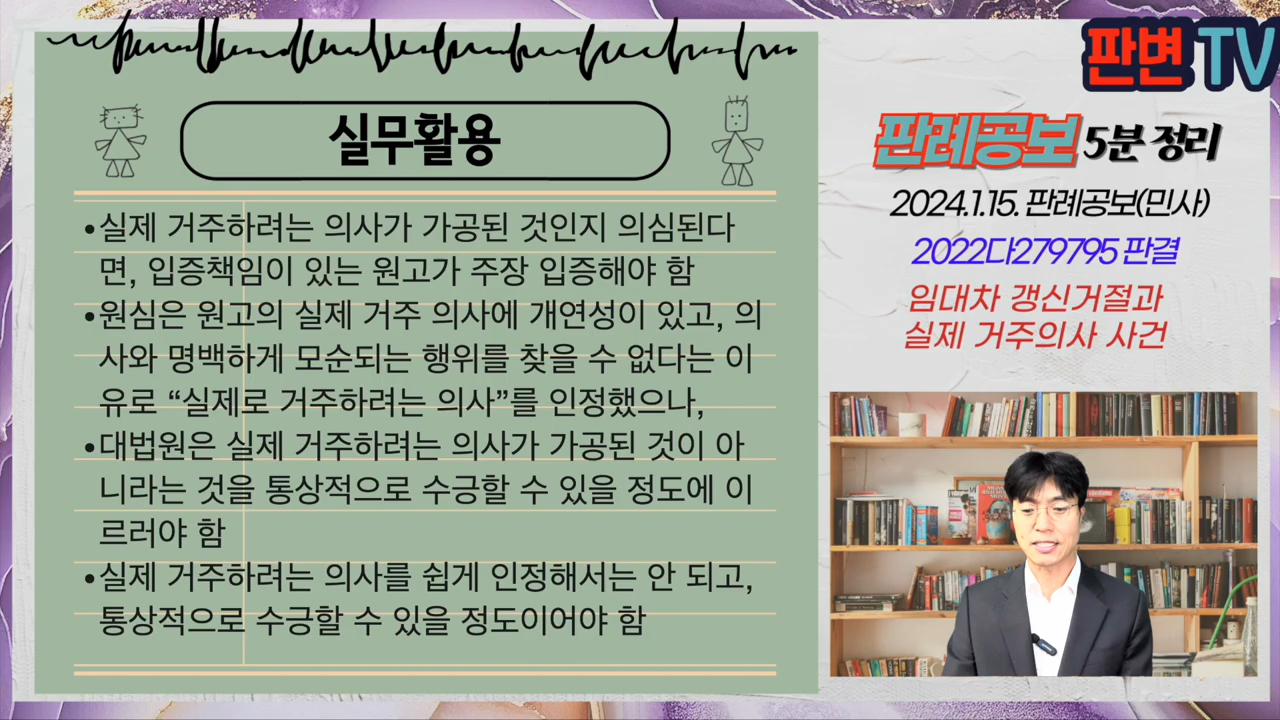 실무활용
•실제 거주하려는 의사가 가공된 것인지 의심된다
면, 입증책임이 있는 원고가 주장 입증해야 함
•원심은 원고의 실제 거주 의사에 개연성이 있고, 의
사와 명백하게 모순되는 행위를 찾을 수 없다는 이
유로 “실제로 거주하려는 의사”를 인정했으나,
•대법원은 실제 거주하려는 의사가 가공된 것이 아
니라는 것을 통상적으로 수긍할 수 있을 정도에 이
르러야 함
•실제 거주하려는 의사를 쉽게 인정해서는 안 되고,
통상적으로 수긍할 수 있을 정도이어야 함
판변 TV
판례공보 5분 정리
2024.1.15. 판례공보(민사)
2022다279795 판결
임대차 갱신거절과
실제 거주의사 사건